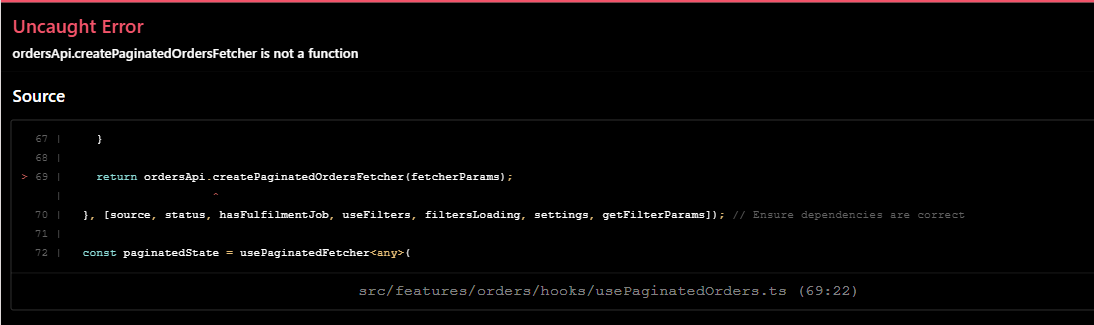 Uncaught Error
ordersApi.createPaginatedOrdersFetcher is not a function
Source
67 |     }
68 |
> 69 |     return ordersApi.createPaginatedOrdersFetcher(fetcherParams);
|                      ^
70 |   }, [source, status, hasFulfilmentJob, useFilters, filtersLoading, settings, getFilterParams]); // Ensure dependencies are correct
71 |
72 |   const paginatedState = usePaginatedFetcher<any>(
src/features/orders/hooks/usePaginatedOrders.ts (69:22)